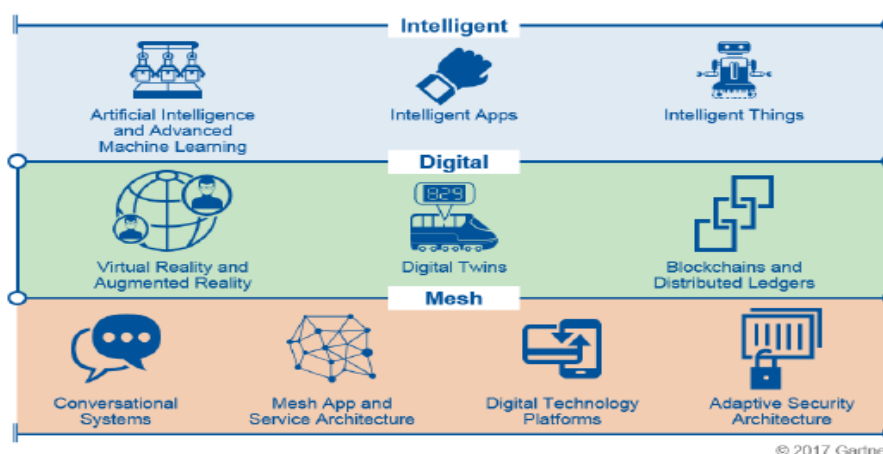 Intelligent
Artificial Intelligence
and Advanced
Machine Learning
Intelligent Apps
Intelligent Things
Digital
829
Virtual Reality and
Augmented Reality
Digital Twins
Blockchains and
Distributed Ledgers
Mesh
Conversational
Systems
Mesh App and
Service Architecture
Digital Technology
Platforms
Adaptive Security
Architecture
© 2017 Gartne